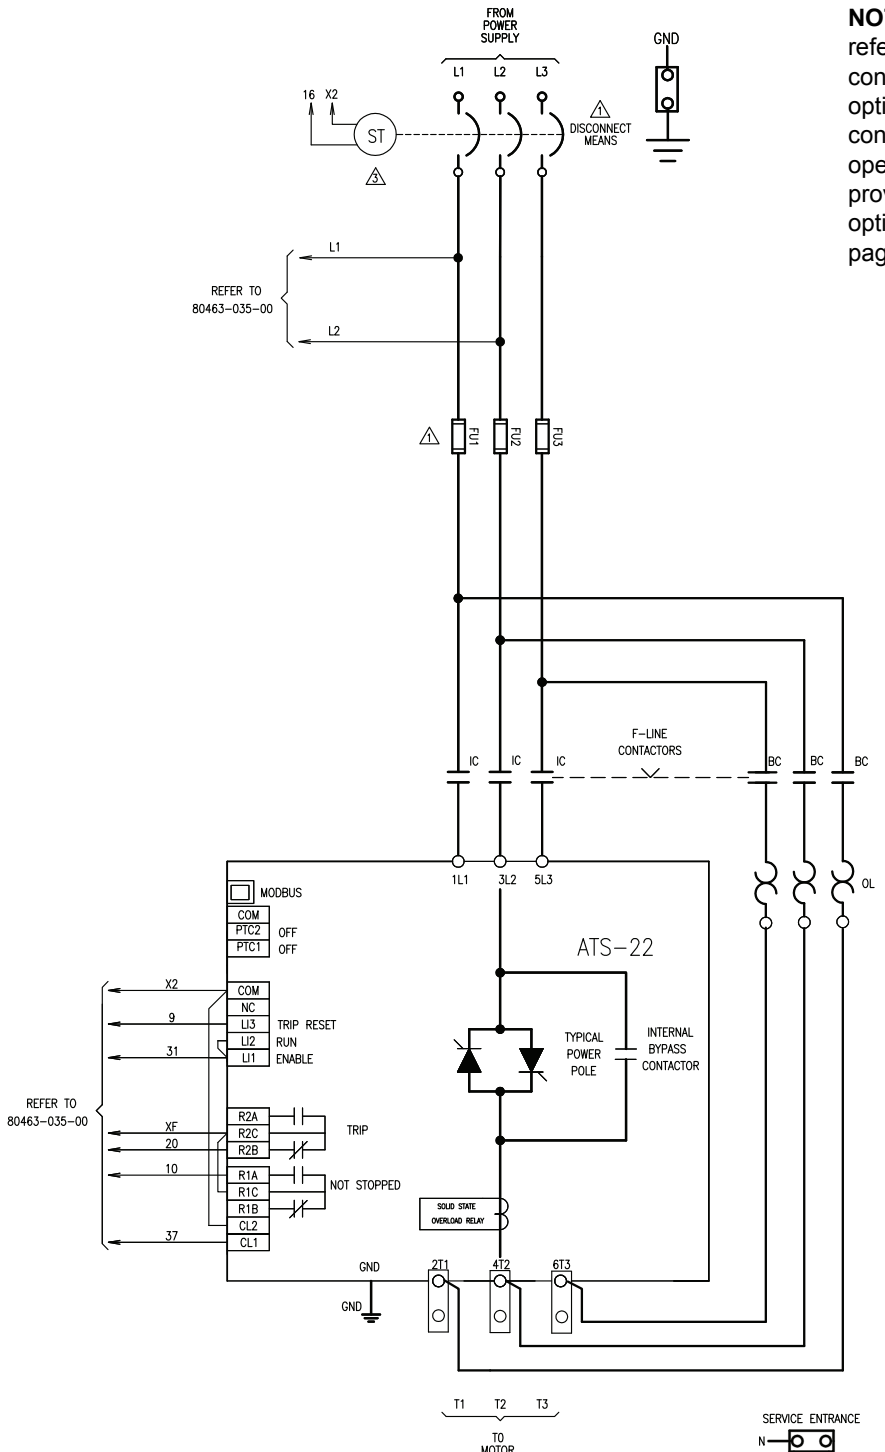 FROM
POWER
SUPPLY
L1 L2 L3
GND
16 X2
ST
3
1
DISCONNECT
MEANS
L1
REFER TO
80463-035-00
L2
1
FU1
FU2
FU3
F-LINE
CONTACTORS
IC IC IC
BC BC BC
OL
1L1 3L2 5L3
MODBUS
COM
PTC2 OFF
PTC1 OFF
ATS-22
X2 COM
NC
9 LI3 TRIP RESET
LI2 RUN
31 LI1 ENABLE
TYPICAL
POWER
POLE
INTERNAL
BYPASS
CONTACTOR
REFER TO
80463-035-00
R2A
XF R2C TRIP
20 R2B
10 R1A
R1C NOT STOPPED
R1B
CL2
37 CL1
SOLID STATE
OVERLOAD RELAY
GND
GND
2T1 4T2 6T3
T1 T2 T3
TO
MOTOR
SERVICE ENTRANCE
N
refe
con
opti
con
ope
prov
opti
pag